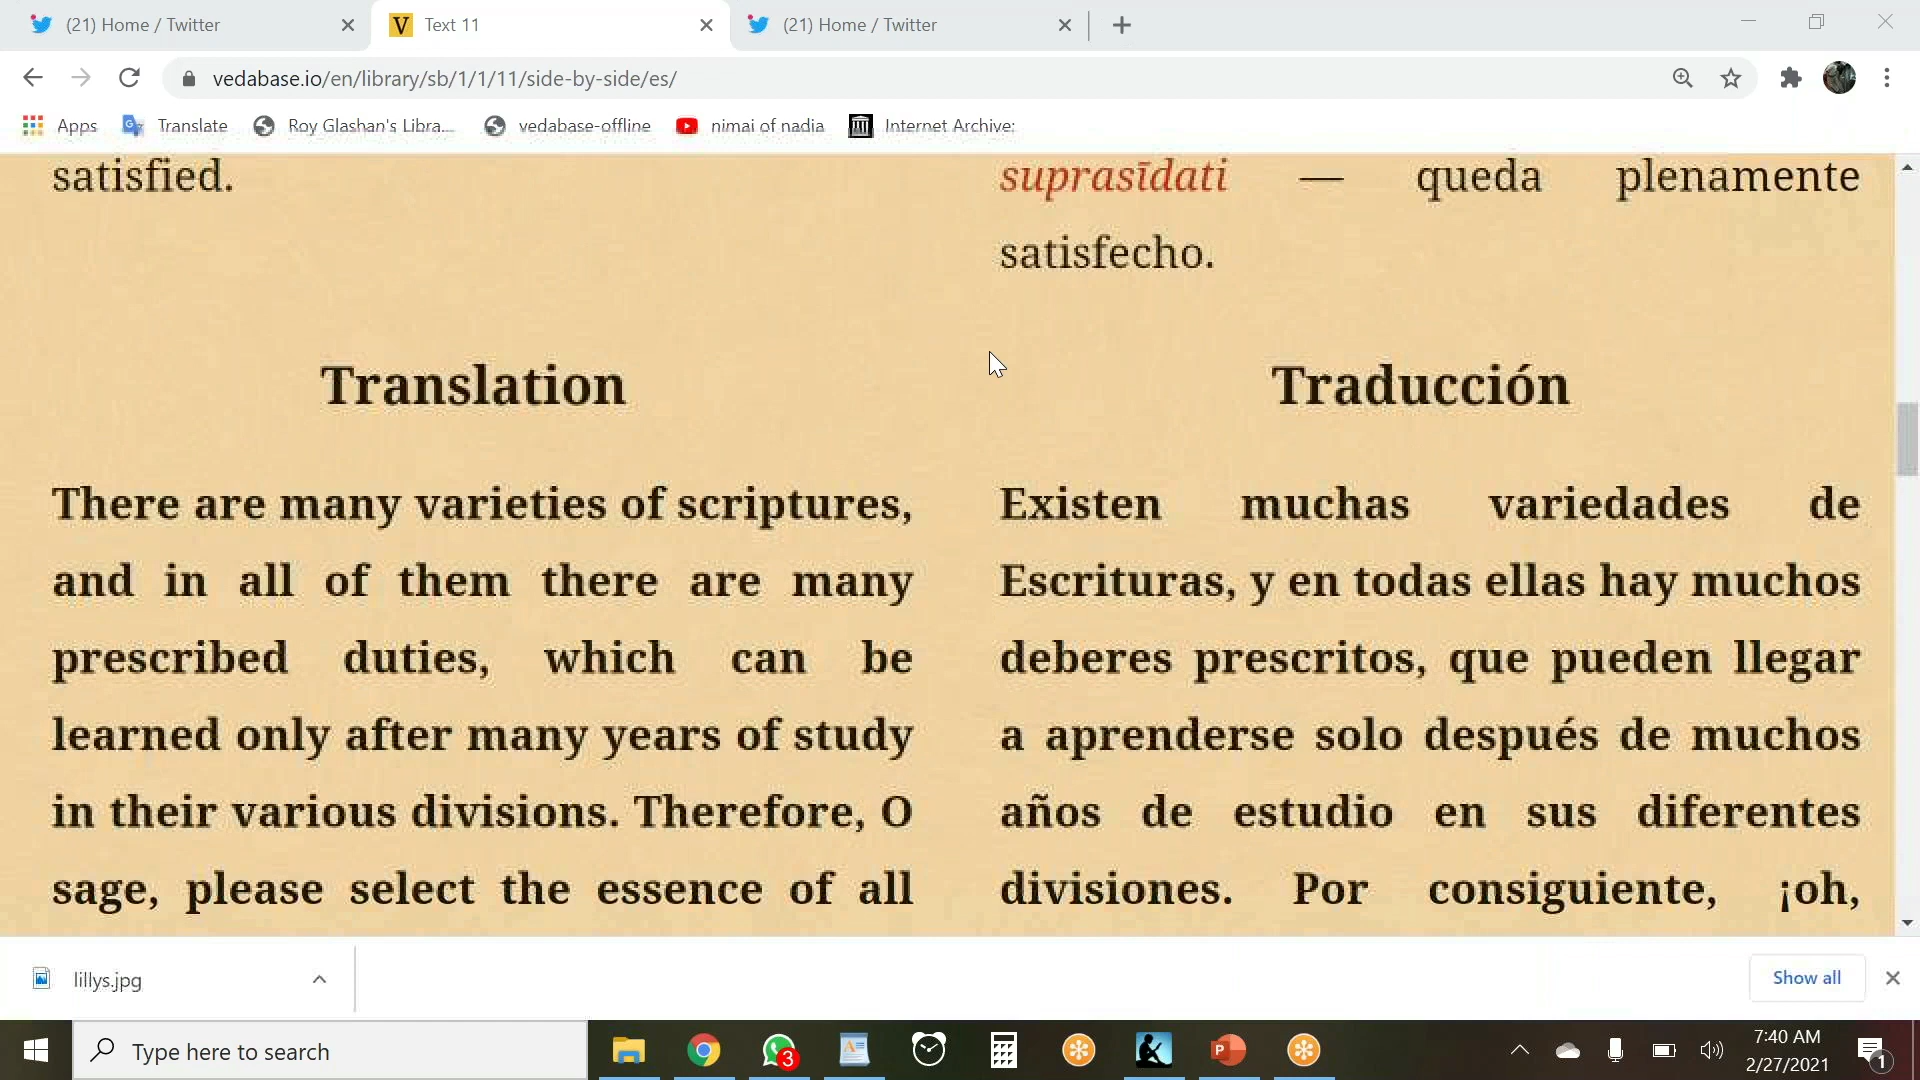 (21) Home / Twitter
Text 11
(21) Home / Twitter
vedabase.io/en/library/sb/1/1/11/side-by-side/es/
Apps
Translate
Roy Glashan's Libra...
vedabase-offline
nimai of nadia
Internet Archive:
satisfied.
suprasīdati — queda plenamente
satisfecho.
Translation
There are many varieties of scriptures,
and in all of them there are many
prescribed duties, which can be
learned only after many years of study
in their various divisions. Therefore, O
sage, please select the essence of all
Traducción
Existen muchas variedades de
Escrituras, y en todas ellas hay muchos
deberes prescritos, que pueden llegar
a aprenderse solo después de muchos
años de estudio en sus diferentes
divisiones. Por consiguiente, ¡oh,
lillys.jpg
Show all
Type here to search
3
7:40 AM
2/27/2021
1